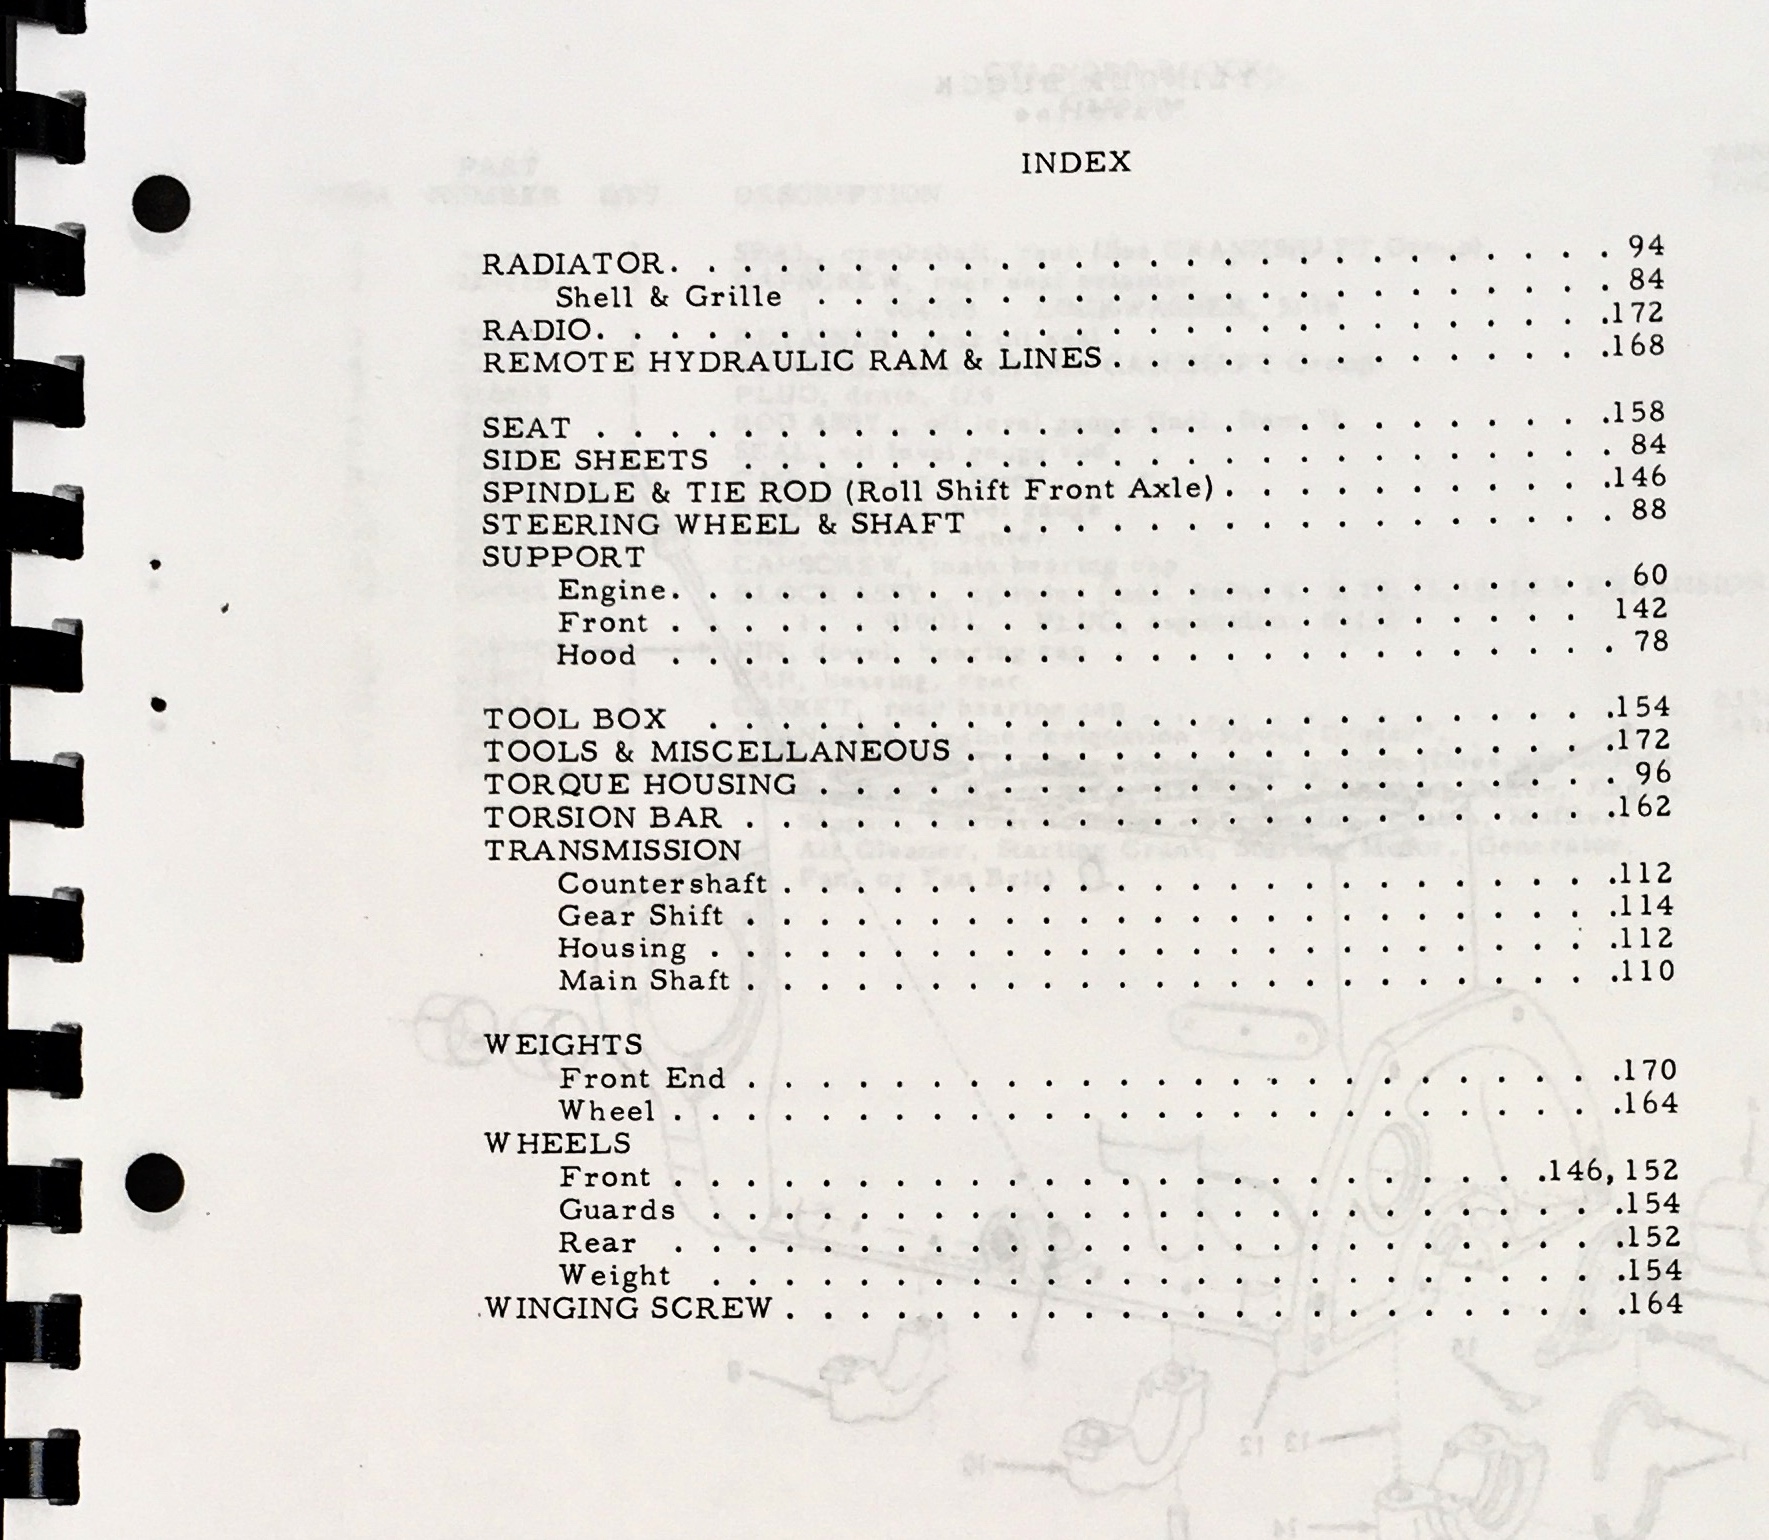 INDEX
RADIATOR. . . . . . . . . . . . . . . . . . . . . . . . . . 94
Shell & Grille . . . . . . . . . . . . . . . . . . . . . . 84
RADIO. . . . . . . . . . . . . . . . . . . . . . . . . . . .172
REMOTE HYDRAULIC RAM & LINES. . . . . . . . . . . . . .168
SEAT . . . . . . . . . . . . . . . . . . . . . . . . . . . .158
SIDE SHEETS . . . . . . . . . . . . . . . . . . . . . . . . 84
SPINDLE & TIE ROD (Roll Shift Front Axle). . . . . . . . . . .146
STEERING WHEEL & SHAFT . . . . . . . . . . . . . . . . . 88
SUPPORT
Engine. . . . . . . . . . . . . . . . . . . . . . . . . . 60
Front . . . . . . . . . . . . . . . . . . . . . . . . . 142
Hood . . . . . . . . . . . . . . . . . . . . . . . . . . 78
TOOL BOX . . . . . . . . . . . . . . . . . . . . . . . . .154
TOOLS & MISCELLANEOUS . . . . . . . . . . . . . . . . . .172
TORQUE HOUSING . . . . . . . . . . . . . . . . . . . . . . 96
TORSION BAR . . . . . . . . . . . . . . . . . . . . . . . .162
TRANSMISSION
Countershaft . . . . . . . . . . . . . . . . . . . . . . .112
Gear Shift . . . . . . . . . . . . . . . . . . . . . . . .114
Housing . . . . . . . . . . . . . . . . . . . . . . . . .112
Main Shaft . . . . . . . . . . . . . . . . . . . . . . . .110
WEIGHTS
Front End . . . . . . . . . . . . . . . . . . . . . . . .170
Wheel . . . . . . . . . . . . . . . . . . . . . . . . . .164
WHEELS
Front . . . . . . . . . . . . . . . . . . . . . . . .146, 152
Guards . . . . . . . . . . . . . . . . . . . . . . . . .154
Rear . . . . . . . . . . . . . . . . . . . . . . . . . .152
Weight . . . . . . . . . . . . . . . . . . . . . . . . .154
WINGING SCREW . . . . . . . . . . . . . . . . . . . . . . .164